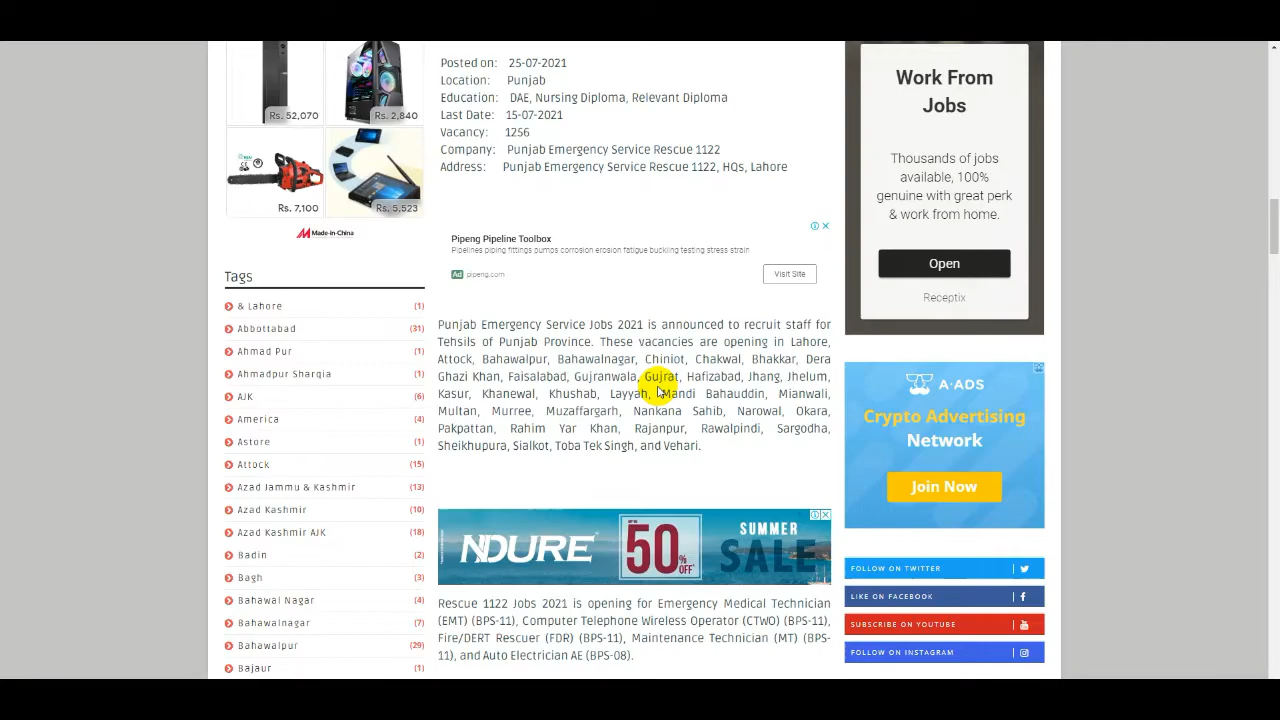 Rs. 52,070
Rs. 2,840
Rs. 7,100
Rs. 5,523
Made-in-China
Tags
& Lahore (1)
Abbottabad (31)
Ahmad Pur (1)
Ahmadpur Sharqia (1)
AJK (6)
America (4)
Astore (1)
Attock (15)
Azad Jammu & Kashmir (13)
Azad Kashmir (10)
Azad Kashmir AJK (18)
Badin (2)
Bagh (3)
Bahawal Nagar (4)
Bahawalnagar (7)
Bahawalpur (29)
Bajaur (1)
Posted on: 25-07-2021
Location: Punjab
Education: DAE, Nursing Diploma, Relevant Diploma
Last Date: 15-07-2021
Vacancy: 1256
Company: Punjab Emergency Service Rescue 1122
Address: Punjab Emergency Service Rescue 1122, HQs, Lahore
Pipeng Pipeline Toolbox
Pipelines piping fittings pumps corrosion erosion fatigue buckling testing stress strain
Ad pipeng.com
Visit Site
Punjab Emergency Service Jobs 2021 is announced to recruit staff for
Tehsils of Punjab Province. These vacancies are opening in Lahore,
Attock, Bahawalpur, Bahawalnagar, Chiniot, Chakwal, Bhakkar, Dera
Ghazi Khan, Faisalabad, Gujranwala, Gujrat, Hafizabad, Jhang, Jhelum,
Kasur, Khanewal, Khushab, Layyah, Mandi Bahauddin, Mianwali,
Multan, Murree, Muzaffargarh, Nankana Sahib, Narowal, Okara,
Pakpattan, Rahim Yar Khan, Rajanpur, Rawalpindi, Sargodha,
Sheikhupura, Sialkot, Toba Tek Singh, and Vehari.
NDURE
UP TO
50% OFF
SUMMER
SALE
Rescue 1122 Jobs 2021 is opening for Emergency Medical Technician
(EMT) (BPS-11), Computer Telephone Wireless Operator (CTWO) (BPS-11),
Fire/DERT Rescuer (FDR) (BPS-11), Maintenance Technician (MT) (BPS-
11), and Auto Electrician AE (BPS-08).
Work From
Jobs
Thousands of jobs
available, 100%
genuine with great perk
& work from home.
Open
Receptix
A-ADS
Crypto Advertising
Network
Join Now
FOLLOW ON TWITTER
LIKE ON FACEBOOK
SUBSCRIBE ON YOUTUBE
FOLLOW ON INSTAGRAM